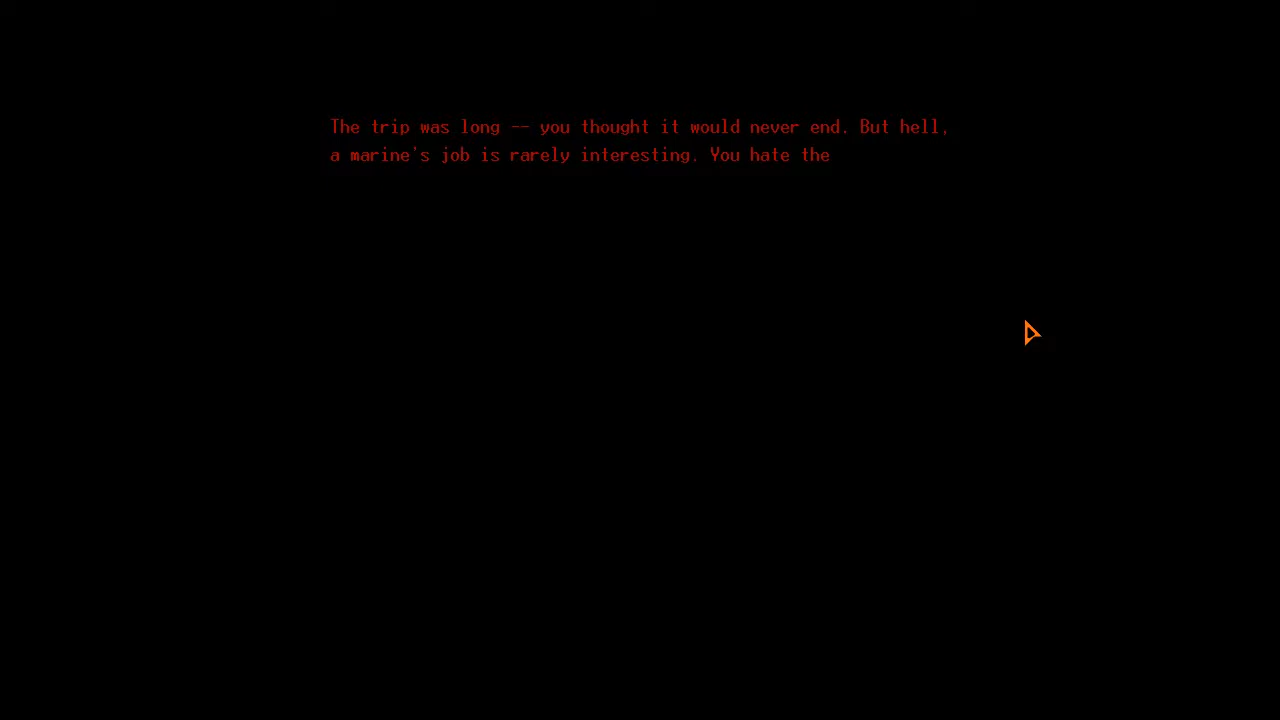 The trip was long -- you thought it would never end. But hell,
a marine's job is rarely interesting. You hate the